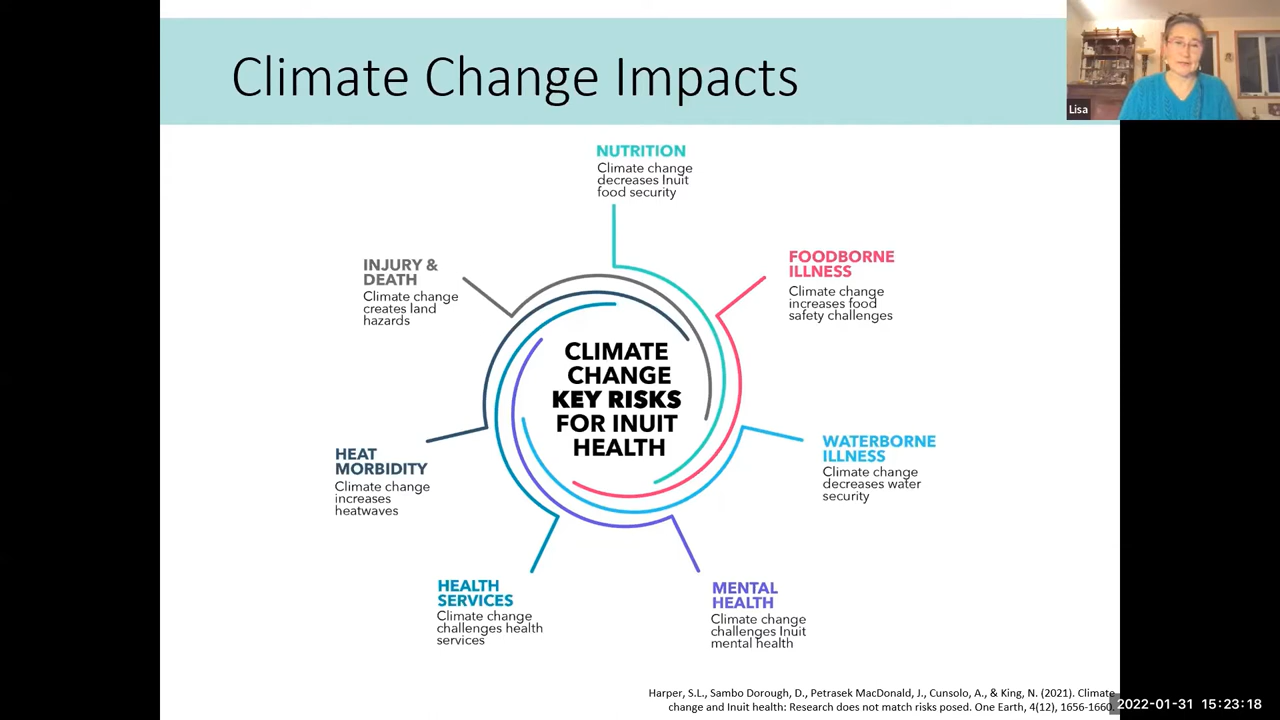 Climate Change Impacts
Lisa
NUTRITION
Climate change
decreases Inuit
food security
FOODBORNE
ILLNESS
Climate change
increases food
safety challenges
WATERBORNE
ILLNESS
Climate change
decreases water
security
MENTAL
HEALTH
Climate change
challenges Inuit
mental health
HEALTH
SERVICES
Climate change
challenges health
services
HEAT
MORBIDITY
Climate change
increases
heatwaves
INJURY &
DEATH
Climate change
creates land
hazards
CLIMATE
CHANGE
KEY RISKS
FOR INUIT
HEALTH
Harper, S.L., Sambo Dorough, D., Petrasek MacDonald, J., Cunsolo, A., & King, N. (2021). Climate
change and Inuit health: Research does not match risks posed. One Earth, 4(12), 1656-1660.
2022-01-31 15:23:18